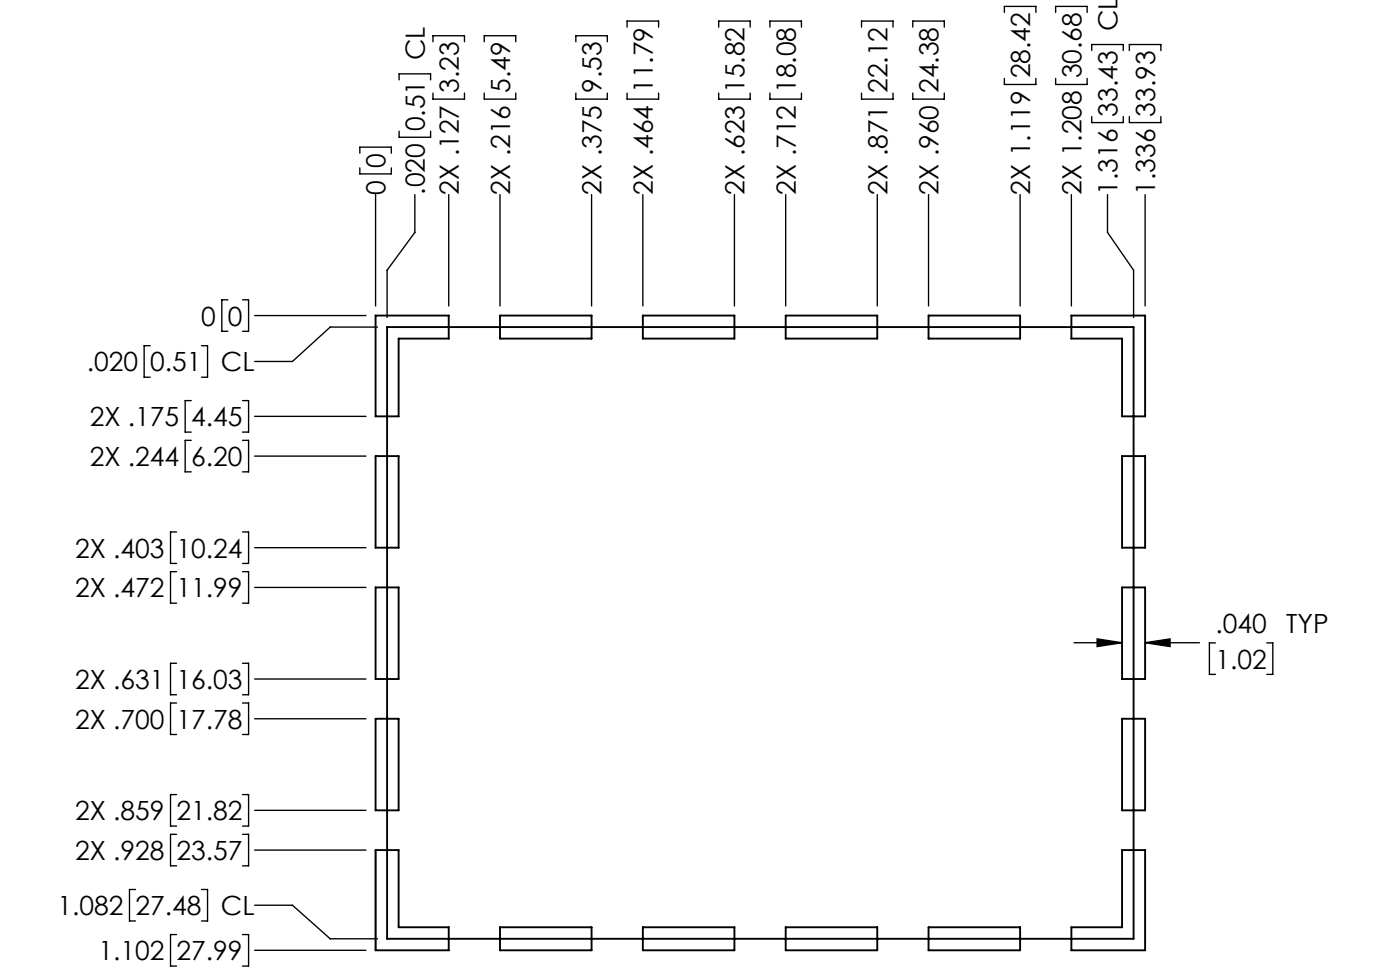 0[0]
.020[0.51] CL
2X .127[3.23]
2X .216[5.49]
2X .375[9.53]
2X .464[11.79]
2X .623[15.82]
2X .712[18.08]
2X .871[22.12]
2X .960[24.38]
2X 1.119[28.42]
2X 1.208[30.68]
1.316[33.43] CL
1.336[33.93]
0[0]
.020[0.51] CL
2X .175[4.45]
2X .244[6.20]
2X .403[10.24]
2X .472[11.99]
2X .631[16.03]
2X .700[17.78]
2X .859[21.82]
2X .928[23.57]
1.082[27.48] CL
1.102[27.99]
.040 TYP
[1.02]